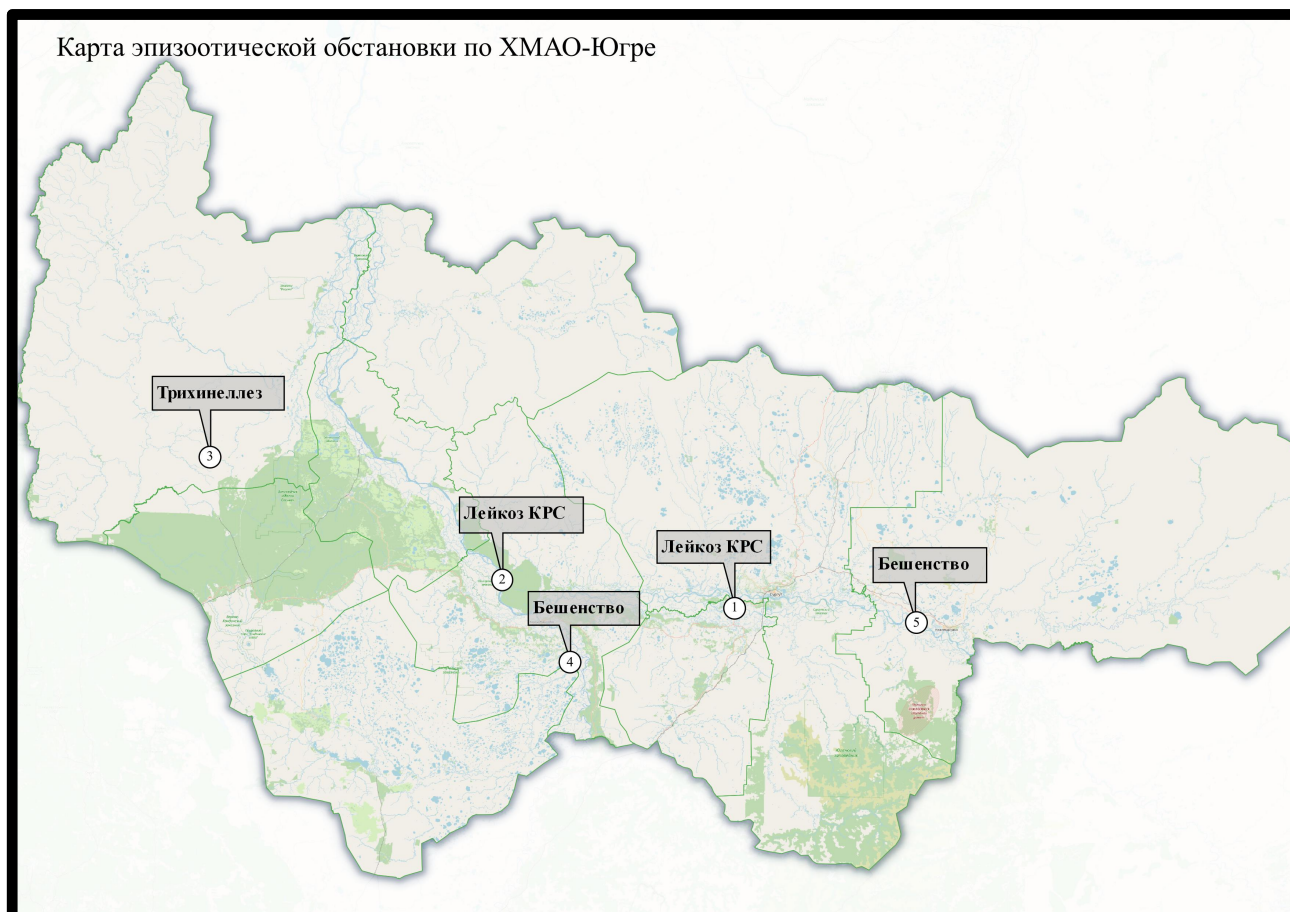 Карта эпизоотической обстановки по ХМАО-Югре
Трихинеллез
3
Лейкоз КРС
2
Лейкоз КРС
1
Бешенство
5
Бешенство
4